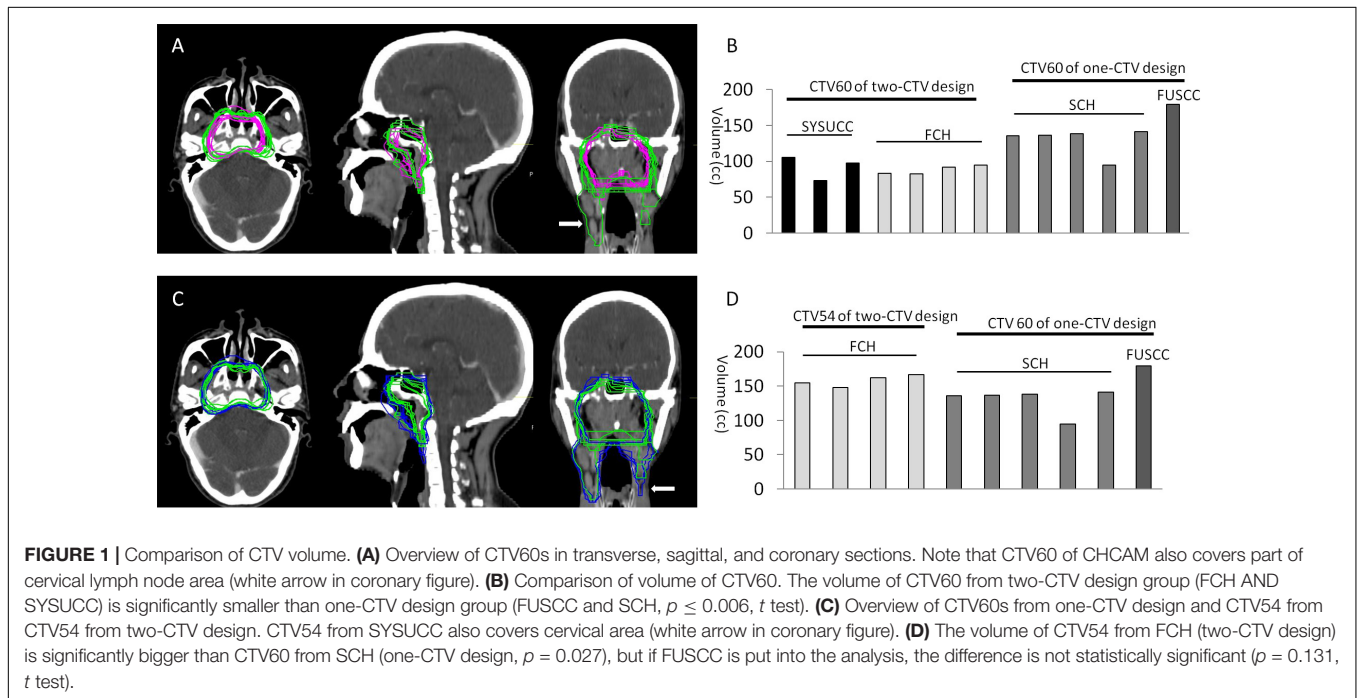 A
B
CTV60 of one-CTV design
CTV60 of two-CTV design
FUSCC
SCH
SYSUCC
FCH
Volume (cc)
200
150
100
50
0
P
C
D
CTV54 of two-CTV design
CTV 60 of one-CTV design
FUSCC
FCH
SCH
Volume (cc)
200
150
100
50
0
FIGURE 1 | Comparison of CTV volume. (A) Overview of CTV60s in transverse, sagittal, and coronary sections. Note that CTV60 of CHCAM also covers part of
cervical lymph node area (white arrow in coronary figure). (B) Comparison of volume of CTV60. The volume of CTV60 from two-CTV design group (FCH AND
SYSUCC) is significantly smaller than one-CTV design group (FUSCC and SCH, p ≤ 0.006, t test). (C) Overview of CTV60s from one-CTV design and CTV54 from
CTV54 from two-CTV design. CTV54 from SYSUCC also covers cervical area (white arrow in coronary figure). (D) The volume of CTV54 from FCH (two-CTV design)
is significantly bigger than CTV60 from SCH (one-CTV design, p = 0.027), but if FUSCC is put into the analysis, the difference is not statistically significant (p = 0.131,
t test).